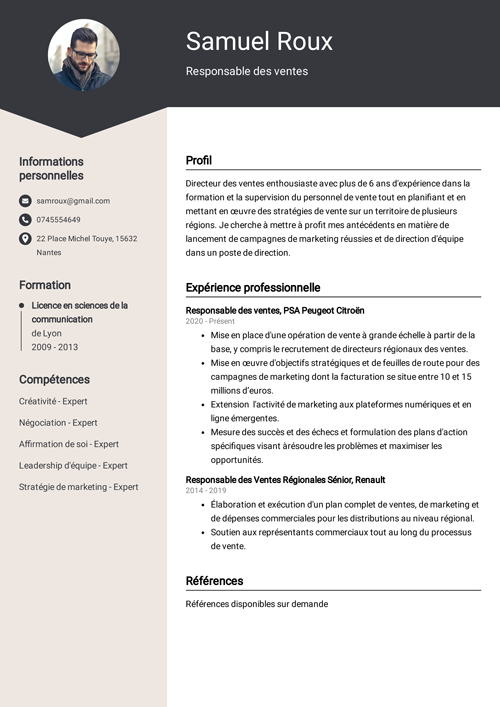 Samuel Roux
Responsable des ventes
Informations
personnelles
samroux@gmail.com
0745554649
22 Place Michel Touye, 15632
Nantes
Formation
Licence en sciences de la
communication
de Lyon
2009 - 2013
Compétences
Créativité - Expert
Négociation - Expert
Affirmation de soi - Expert
Leadership d'équipe - Expert
Stratégie de marketing - Expert
Profil
Directeur des ventes enthousiaste avec plus de 6 ans d'expérience dans la
formation et la supervision du personnel de vente tout en planifiant et en
mettant en œuvre des stratégies de vente sur un territoire de plusieurs
régions. Je cherche à mettre à profit mes antécédents en matière de
lancement de campagnes de marketing réussies et de direction d'équipe
dans un poste de direction.
Expérience professionnelle
Responsable des ventes, PSA Peugeot Citroën
2020 - Présent
• Mise en place d'une opération de vente à grande échelle à partir de la
base, y compris le recrutement de directeurs régionaux des ventes.
• Mise en œuvre d'objectifs stratégiques et de feuilles de route pour des
campagnes de marketing dont la facturation se situe entre 10 et 15
millions d'euros.
• Extension l'activité de marketing aux plateformes numériques et en
ligne émergentes.
• Mesure des succès et des échecs et formulation des plans d'action
spécifiques visant àrésoudre les problèmes et maximiser les
opportunités.
Responsable des Ventes Régionales Sénior, Renault
2014 - 2019
• Élaboration et exécution d'un plan complet de ventes, de marketing et
de dépenses commerciales pour les distributions au niveau régional.
• Soutien aux représentants commerciaux tout au long du processus
de vente.
Références
Références disponibles sur demande